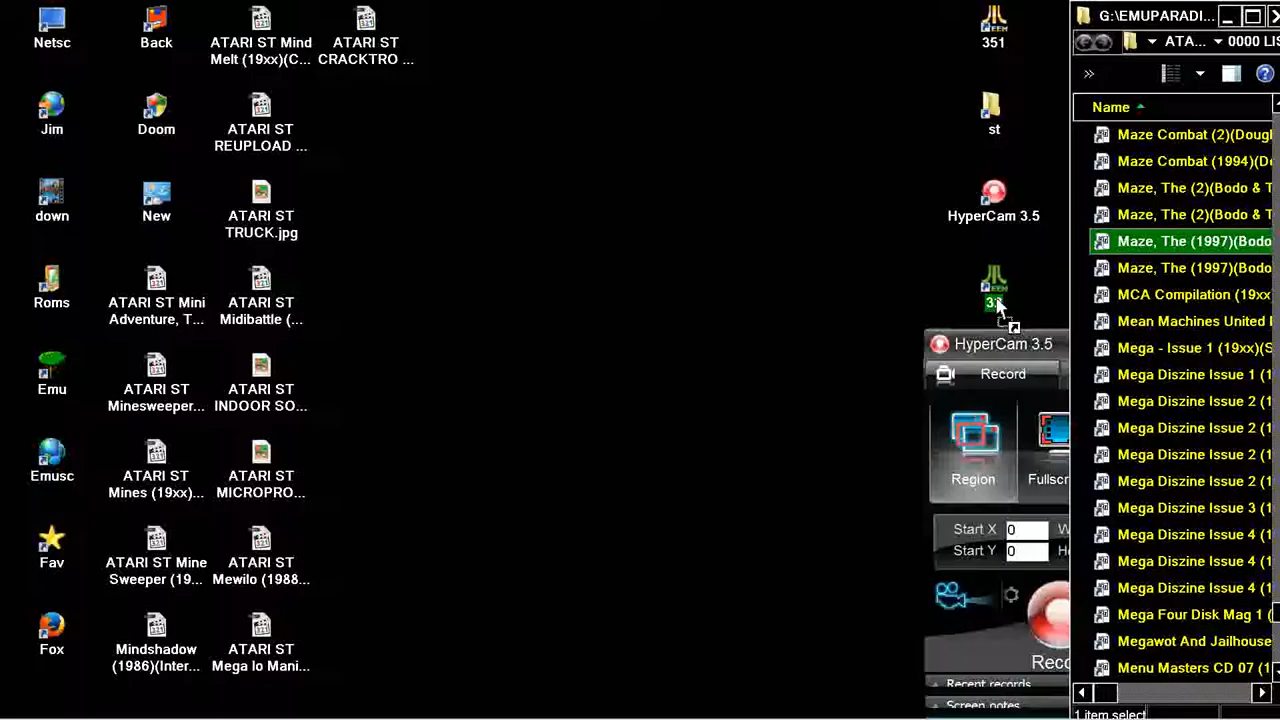 Netsc
Back
ATARI ST Mind
Melt (19xx)(C...
ATARI ST
CRACKTRO ...
351
Jim
Doom
ATARI ST
REUPLOAD ...
st
down
New
ATARI ST
TRUCK.jpg
HyperCam 3.5
Roms
ATARI ST Mini
Adventure, T...
ATARI ST
Midibattle (...
Emu
ATARI ST
Minesweeper...
ATARI ST
INDOOR SO...
Emusc
ATARI ST
Mines (19xx)...
ATARI ST
MICROPRO...
Fav
ATARI ST Mine
Sweeper (19...
ATARI ST
Mewilo (1988...
Fox
Mindshadow
(1986)(Inter...
ATARI ST
Mega lo Mani...
HyperCam 3.5
Record
Region
Fullscr
Start X 0
Start Y 0
Reco
Recent records
Screen notes
G:\EMUPARADI...
ATA...
0000 LIS
Name
Maze Combat (2)(Dougl
Maze Combat (1994)(Do
Maze, The (2)(Bodo & T
Maze, The (2)(Bodo & T
Maze, The (1997)(Bodo
Maze, The (1997)(Bodo
MCA Compilation (19xx
Mean Machines United
Mega - Issue 1 (19xx)(S
Mega Diszine Issue 1 (1
Mega Diszine Issue 2 (1
Mega Diszine Issue 2 (1
Mega Diszine Issue 2 (1
Mega Diszine Issue 2 (1
Mega Diszine Issue 3 (1
Mega Diszine Issue 4 (1
Mega Diszine Issue 4 (1
Mega Diszine Issue 4 (1
Mega Four Disk Mag 1 (
Megawot And Jailhouse
Menu Masters CD 07 (1
1 item select